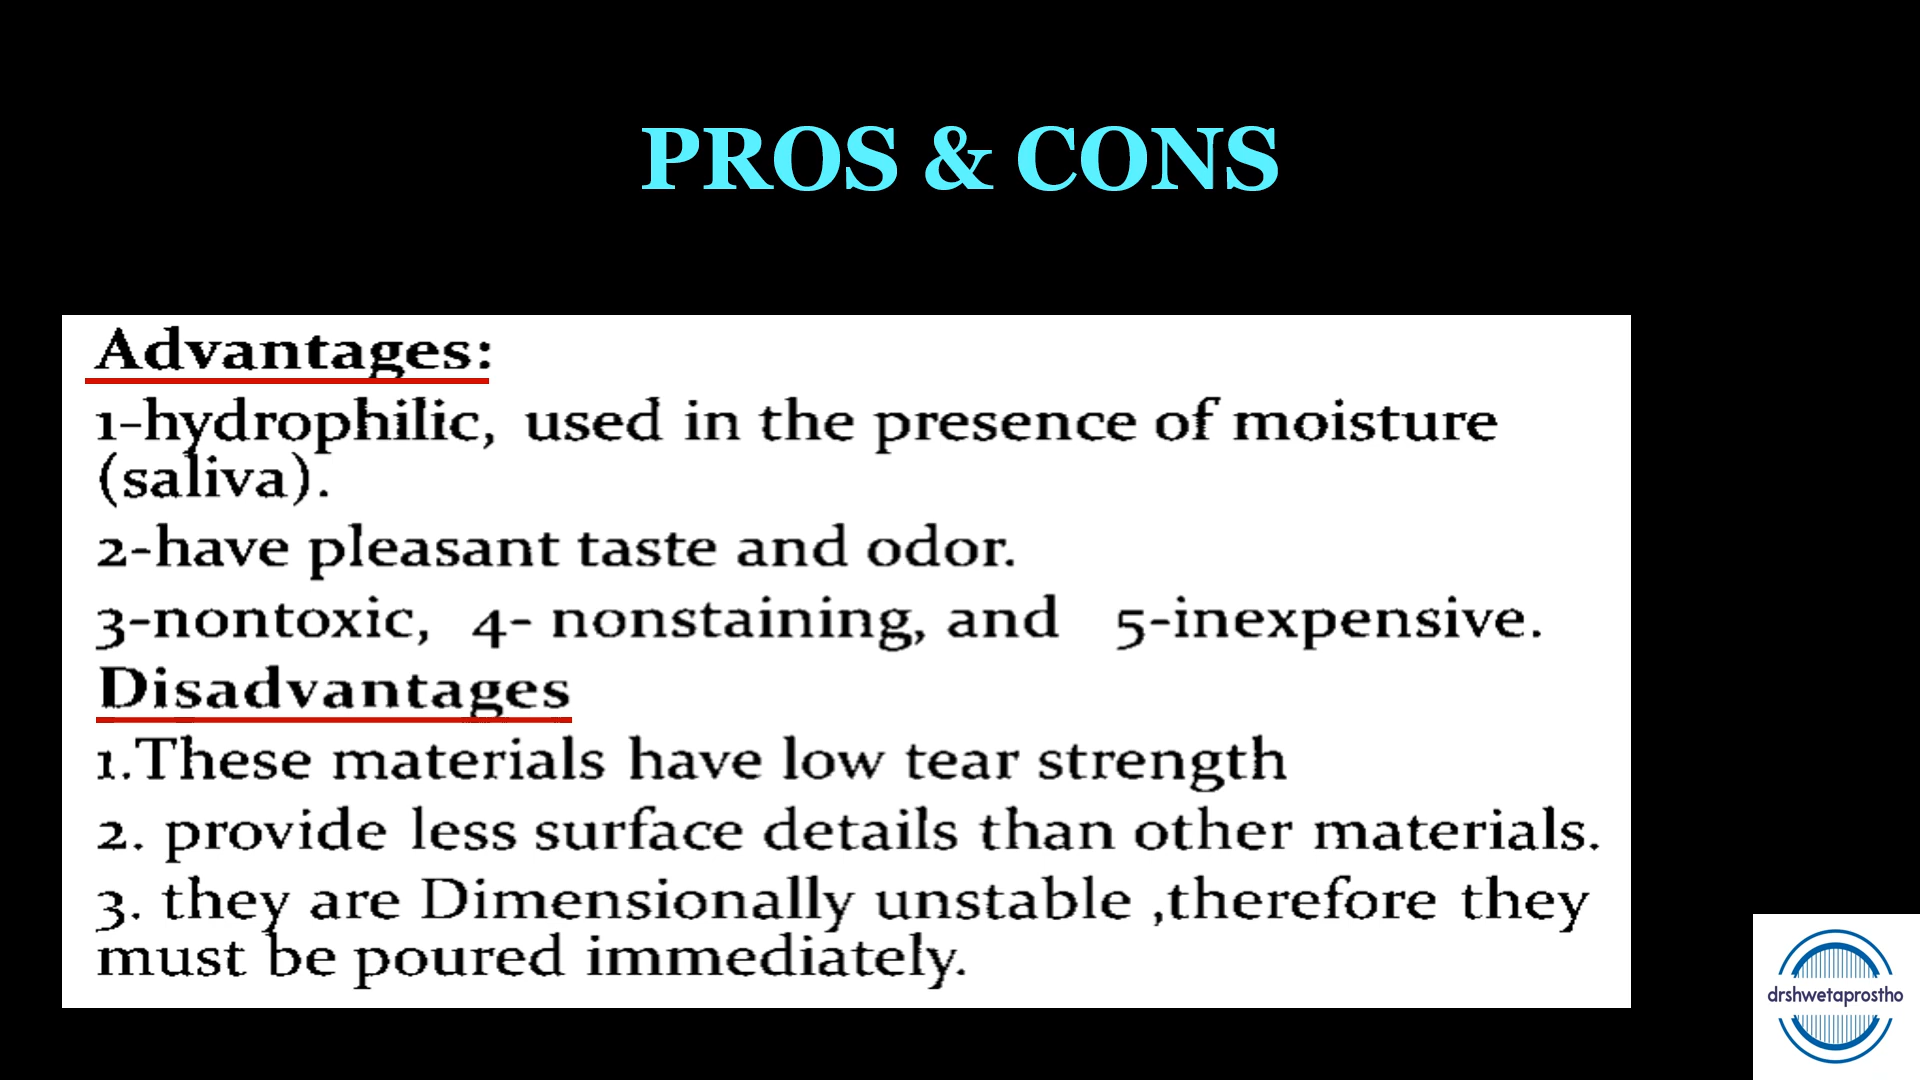 PROS & CONS
Advantages:
1-hydrophilic, used in the presence of moisture
(saliva).
2-have pleasant taste and odor.
3-nontoxic, 4- nonstaining, and 5-inexpensive.
Disadvantages
1.These materials have low tear strength
2. provide less surface details than other materials.
3. they are Dimensionally unstable ,therefore they
must be poured immediately.
drshwetaprostho